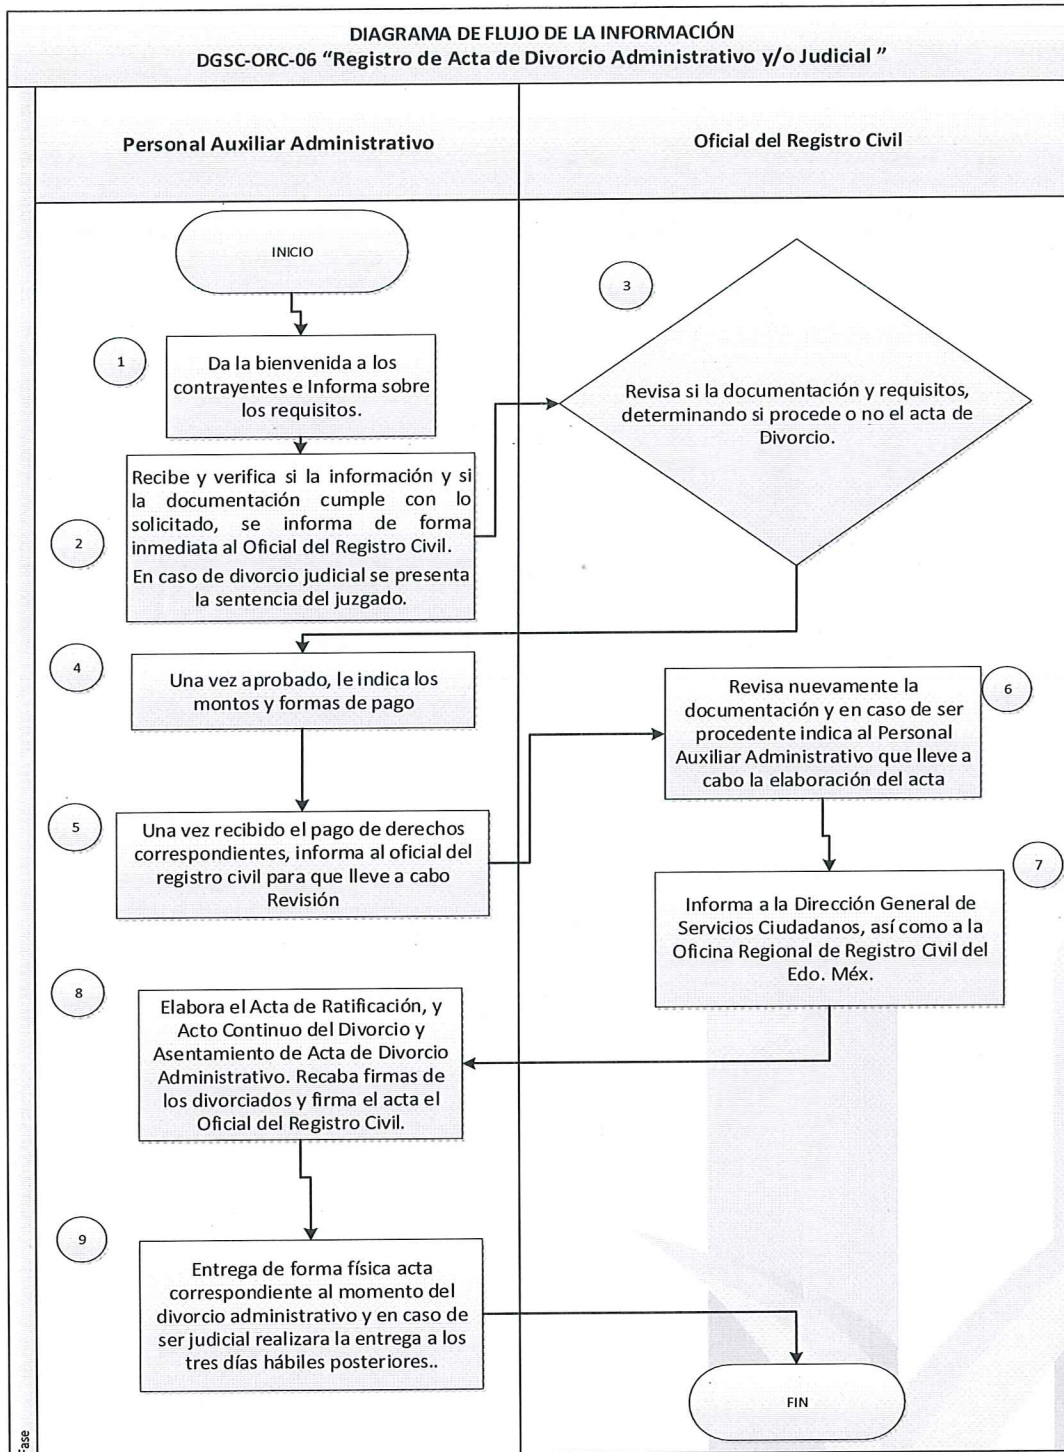 DIAGRAMA DE FLUJO DE LA INFORMACIÓN
DGSC-ORC-06 “Registro de Acta de Divorcio Administrativo y/o Judicial ”
Personal Auxiliar Administrativo
Oficial del Registro Civil
INICIO
1
Da la bienvenida a los
contrayentes e Informa sobre
los requisitos.
2
Recibe y verifica si la información y si
la documentación cumple con lo
solicitado, se informa de forma
inmediata al Oficial del Registro Civil.
En caso de divorcio judicial se presenta
la sentencia del juzgado.
3
Revisa si la documentación y requisitos,
determinando si procede o no el acta de
Divorcio.
4
Una vez aprobado, le indica los
montos y formas de pago
5
Una vez recibido el pago de derechos
correspondientes, informa al oficial del
registro civil para que lleve a cabo
Revisión
6
Revisa nuevamente la
documentación y en caso de ser
procedente indica al Personal
Auxiliar Administrativo que lleve a
cabo la elaboración del acta
7
Informa a la Dirección General de
Servicios Ciudadanos, así como a la
Oficina Regional de Registro Civil del
Edo. Méx.
8
Elabora el Acta de Ratificación, y
Acto Continuo del Divorcio y
Asentamiento de Acta de Divorcio
Administrativo. Recaba firmas de
los divorciados y firma el acta el
Oficial del Registro Civil.
9
Entrega de forma física acta
correspondiente al momento del
divorcio administrativo y en caso de
ser judicial realizara la entrega a los
tres días hábiles posteriores..
FIN
Fase